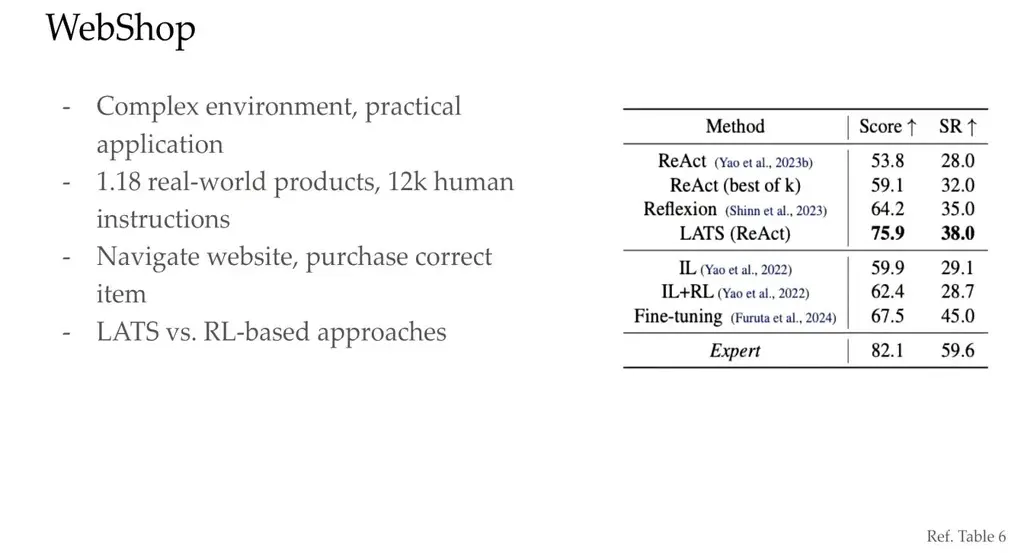 WebShop
- Complex environment, practical
application
- 1.18 real-world products, 12k human
instructions
- Navigate website, purchase correct
item
- LATS vs. RL-based approaches
Method Score ↑ SR ↑
ReAct (Yao et al., 2023b) 53.8 28.0
ReAct (best of k) 59.1 32.0
Reflexion (Shinn et al., 2023) 64.2 35.0
LATS (ReAct) 75.9 38.0
IL (Yao et al., 2022) 59.9 29.1
IL+RL (Yao et al., 2022) 62.4 28.7
Fine-tuning (Furuta et al., 2024) 67.5 45.0
Expert 82.1 59.6
Ref. Table 6